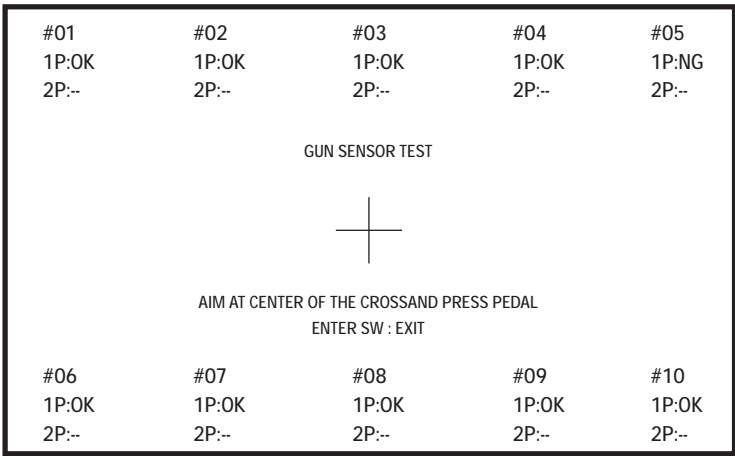 #01 #02 #03 #04 #05
1P:OK 1P:OK 1P:OK 1P:OK 1P:NG
2P:-- 2P:-- 2P:-- 2P:-- 2P:--
GUN SENSOR TEST
AIM AT CENTER OF THE CROSSAND PRESS PEDAL
ENTER SW : EXIT
#06 #07 #08 #09 #10
1P:OK 1P:OK 1P:OK 1P:OK 1P:OK
2P:-- 2P:-- 2P:-- 2P:-- 2P:--